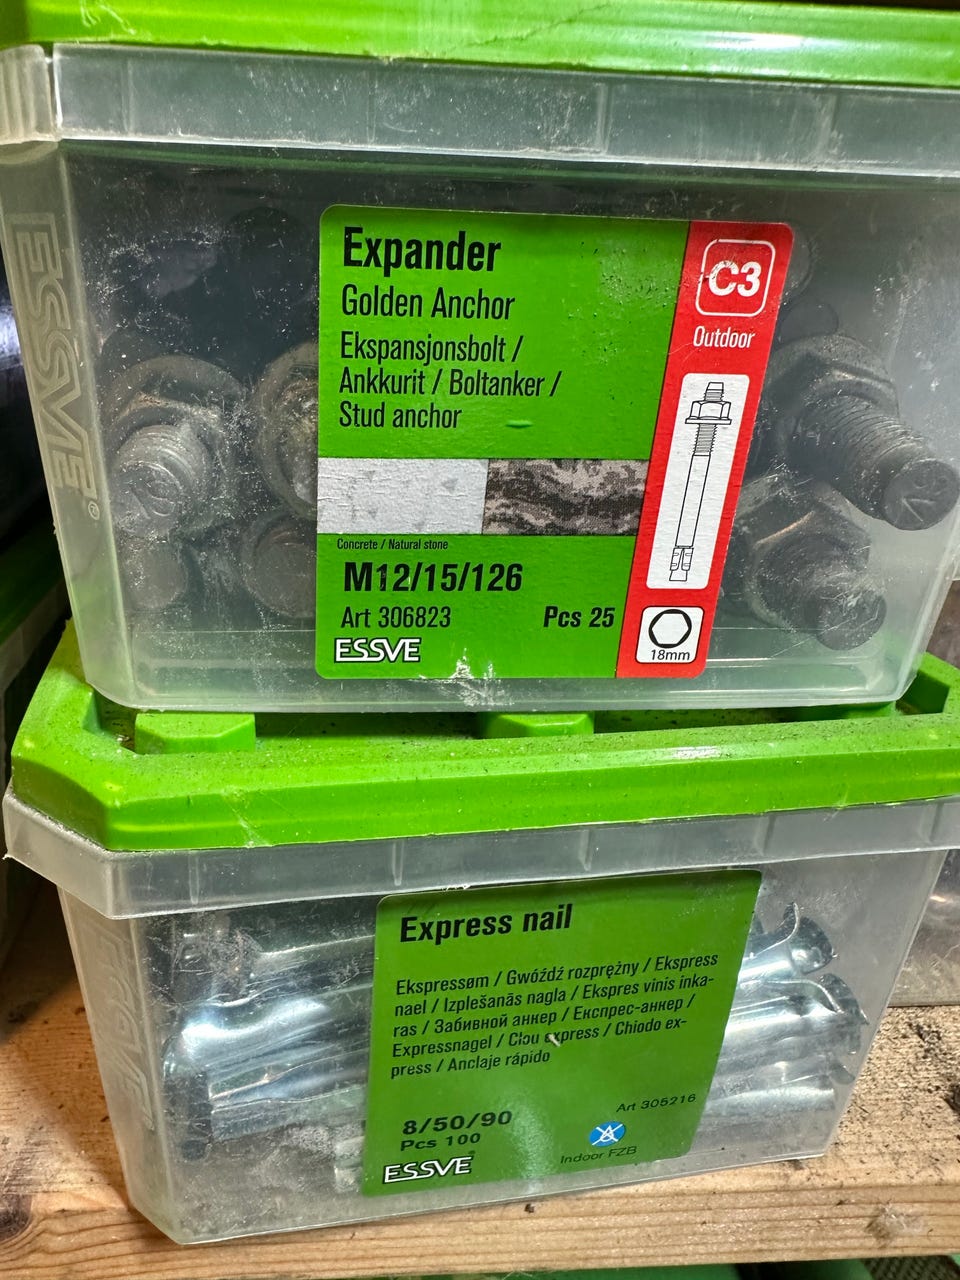 ESSVE®
Expander
Golden Anchor
Ekspansjonsbolt /
Ankkurit / Boltanker /
Stud anchor
C3
Outdoor
Concrete / Natural stone
M12/15/126
Art 306823
Pcs 25
ESSVE
18mm
Express nail
Ekspressøm / Gwóźdź rozprężny / Ekspress
nael / Izplešanās nagla / Ekspres vinis inka-
ras / Забивной анкер / Експрес-анкер /
Expressnagel / Clou express / Chiodo ex-
press / Anclaje rápido
8/50/90
Pcs 100
Art 305216
ESSVE®
Indoor FZB